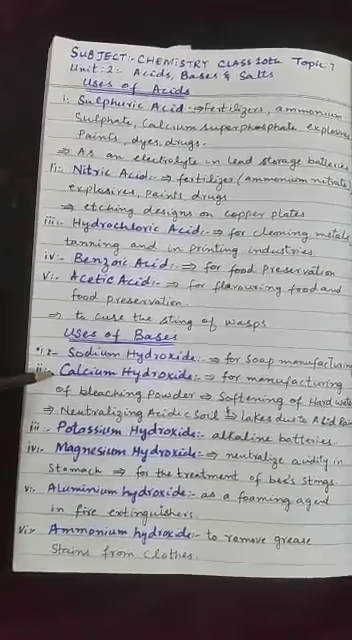 SUBJECT:- CHEMISTRY CLASS 10th Topic:7
Unit:2:- Acids, Bases & Salts
Uses of Acids
i:- Sulphuric Acid:- ⇒ Fertilizers, ammonium
Sulphate, Calcium superphosphate explosive
Paints, dyes, drugs.
⇒ As an electrolyte in lead storage batteries
ii:- Nitric Acid:- ⇒ fertilizer (ammonium nitrate)
explosives, paints, drugs
⇒ etching designs on copper plates
iii:- Hydrochloric Acid:- ⇒ for cleaning metals
tanning and in printing industries.
iv:- Benzoic Acid:- ⇒ for food preservation
v:- Acetic Acid:- ⇒ for flavouring food and
food preservation.
⇒ to cure the sting of wasps
Uses of Bases
i:- Sodium Hydroxide:- ⇒ for Soap manufacturing
ii:- Calcium Hydroxide:- ⇒ for manufacturing
of bleaching Powder ⇒ Softening of Hard water
⇒ Neutralizing Acidic Soil & lakes due to Acid Rain
iii:- Potassium Hydroxide:- alkaline batteries.
iv:- Magnesium Hydroxide:- ⇒ neutralize acidity in
Stomach ⇒ for the treatment of bee's Stings.
v:- Aluminium hydroxide:- as a foaming agent
in fire extinguishers.
vi:- Ammonium hydroxide:- to remove grease
Stains from clothes.